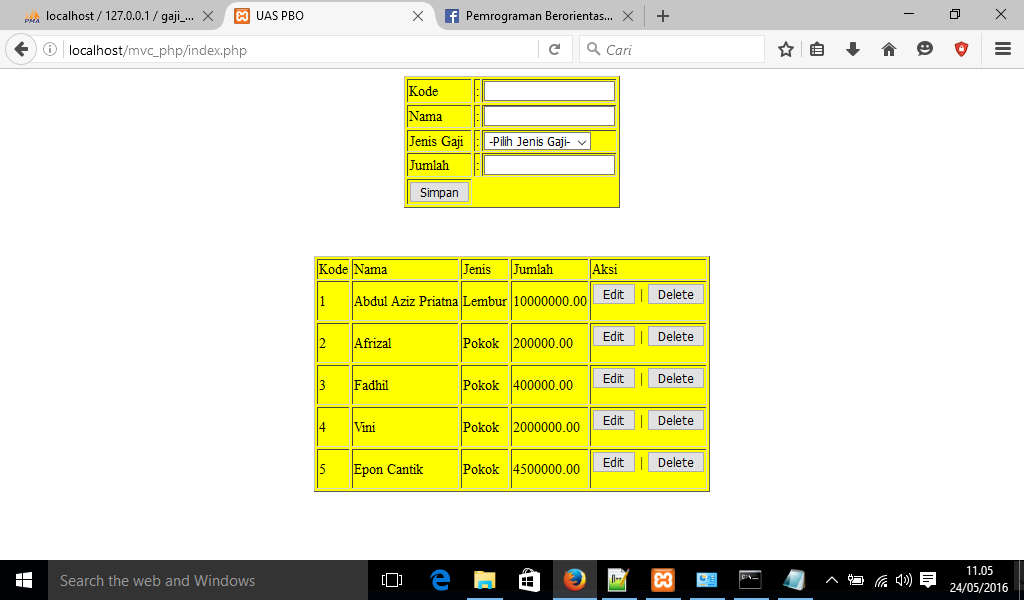 PMA localhost / 127.0.0.1 / gaji_... UAS PBO Pemrograman Berorientas...
localhost/mvc_php/index.php Cari
Kode :
Nama :
Jenis Gaji : -Pilih Jenis Gaji-
Jumlah :
Simpan
Kode Nama Jenis Jumlah Aksi
1 Abdul Aziz Priatna Lembur 10000000.00 Edit | Delete
2 Afrizal Pokok 200000.00 Edit | Delete
3 Fadhil Pokok 400000.00 Edit | Delete
4 Vini Pokok 2000000.00 Edit | Delete
5 Epon Cantik Pokok 4500000.00 Edit | Delete
Search the web and Windows
11.05
24/05/2016